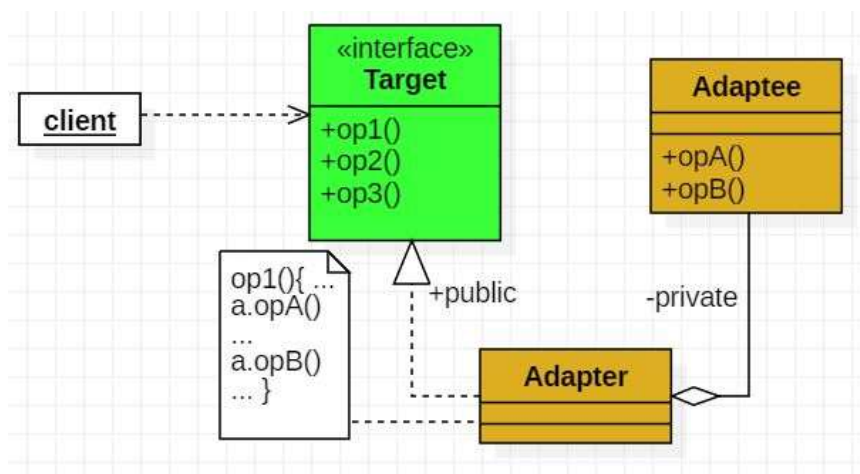 client
«interface»
Target
+op1()
+op2()
+op3()
Adaptee
+opA()
+opB()
op1(){ ...
a.opA()
...
a.opB()
... }
+public
-private
Adapter